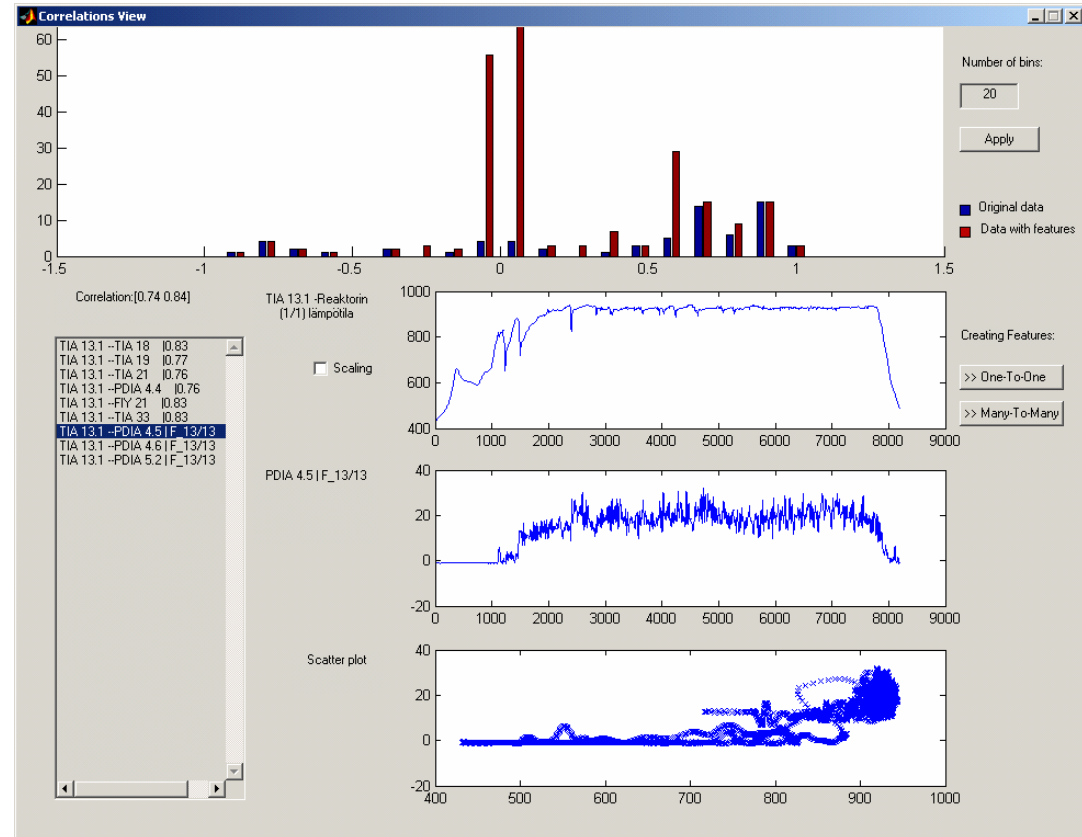 Correlations View
60
50
40
30
20
10
0
-1.5 -1 -0.5 0 0.5 1 1.5
Number of bins:
20
Apply
Original data
Data with features
Correlation:[0.74 0.84]
TIA 13.1 --TIA 18 |0.83
TIA 13.1 --TIA 19 |0.77
TIA 13.1 --TIA 21 |0.76
TIA 13.1 --PDIA 4.4 |0.76
TIA 13.1 --FIY 21 |0.83
TIA 13.1 --TIA 33 |0.83
TIA 13.1 --PDIA 4.5 | F_13/13
TIA 13.1 --PDIA 4.6 | F_13/13
TIA 13.1 --PDIA 5.2 | F_13/13
TIA 13.1 -Reaktorin
(1/1) lämpötila
Scaling
1000
800
600
400
0 1000 2000 3000 4000 5000 6000 7000 8000 9000
Creating Features:
>> One-To-One
>> Many-To-Many
PDIA 4.5 | F_13/13
40
20
0
-20
0 1000 2000 3000 4000 5000 6000 7000 8000 9000
Scatter plot
40
20
0
-20
400 500 600 700 800 900 1000